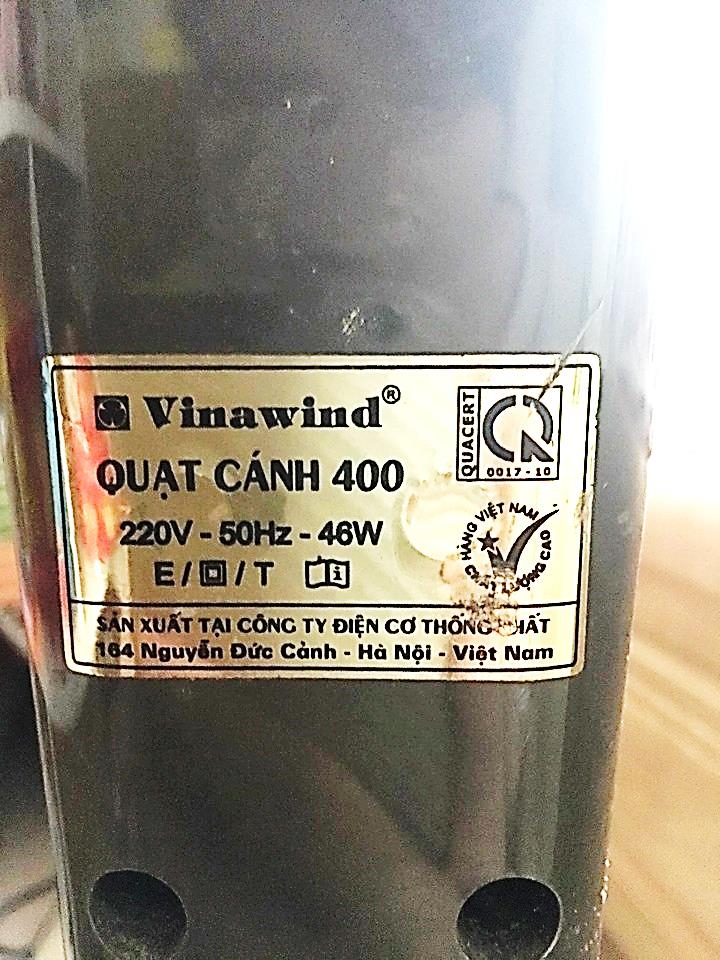 Vinawind®
QUẠT CÁNH 400
220V - 50Hz - 46W
E / / T
QUACERT
0017 - 10
HÀNG VIỆT NAM
CHẤT LƯỢNG CAO
SẢN XUẤT TẠI CÔNG TY ĐIỆN CƠ THỐNG NHẤT
164 Nguyễn Đức Cảnh - Hà Nội - Việt Nam